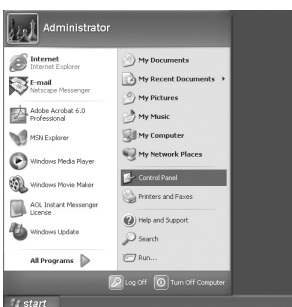 Administrator
Internet
Internet Explorer
E-mail
Netscape Messenger
Adobe Acrobat 6.0
Professional
MSN Explorer
Windows Media Player
Windows Movie Maker
AOL Instant Messenger
License
Windows Update
All Programs
My Documents
My Recent Documents
My Pictures
My Music
My Computer
My Network Places
Control Panel
Printers and Faxes
Help and Support
Search
Run...
Log Off
Turn Off Computer
start